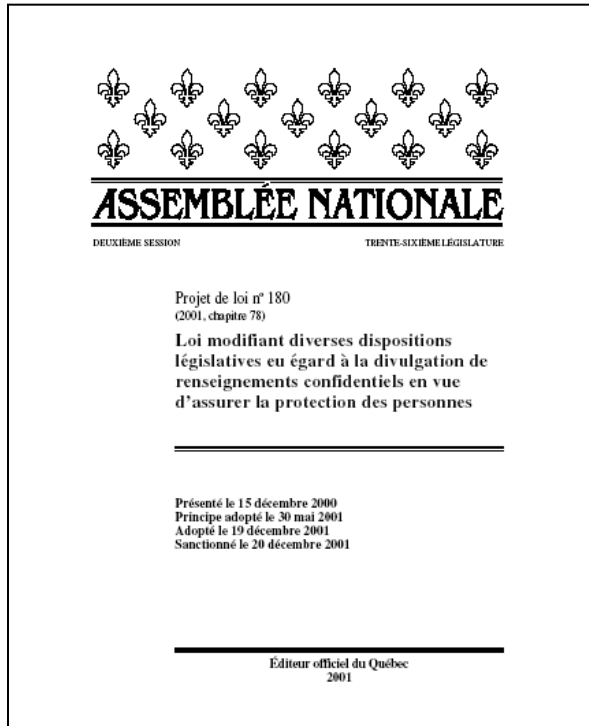 ASSEMBLÉE NATIONALE
DEUXIÈME SESSION TRENTE-SIXIÈME LÉGISLATURE
Projet de loi nº 180
(2001, chapitre 78)
Loi modifiant diverses dispositions
législatives eu égard à la divulgation de
renseignements confidentiels en vue
d’assurer la protection des personnes
Présenté le 15 décembre 2000
Principe adopté le 30 mai 2001
Adopté le 19 décembre 2001
Sanctionné le 20 décembre 2001
Éditeur officiel du Québec
2001